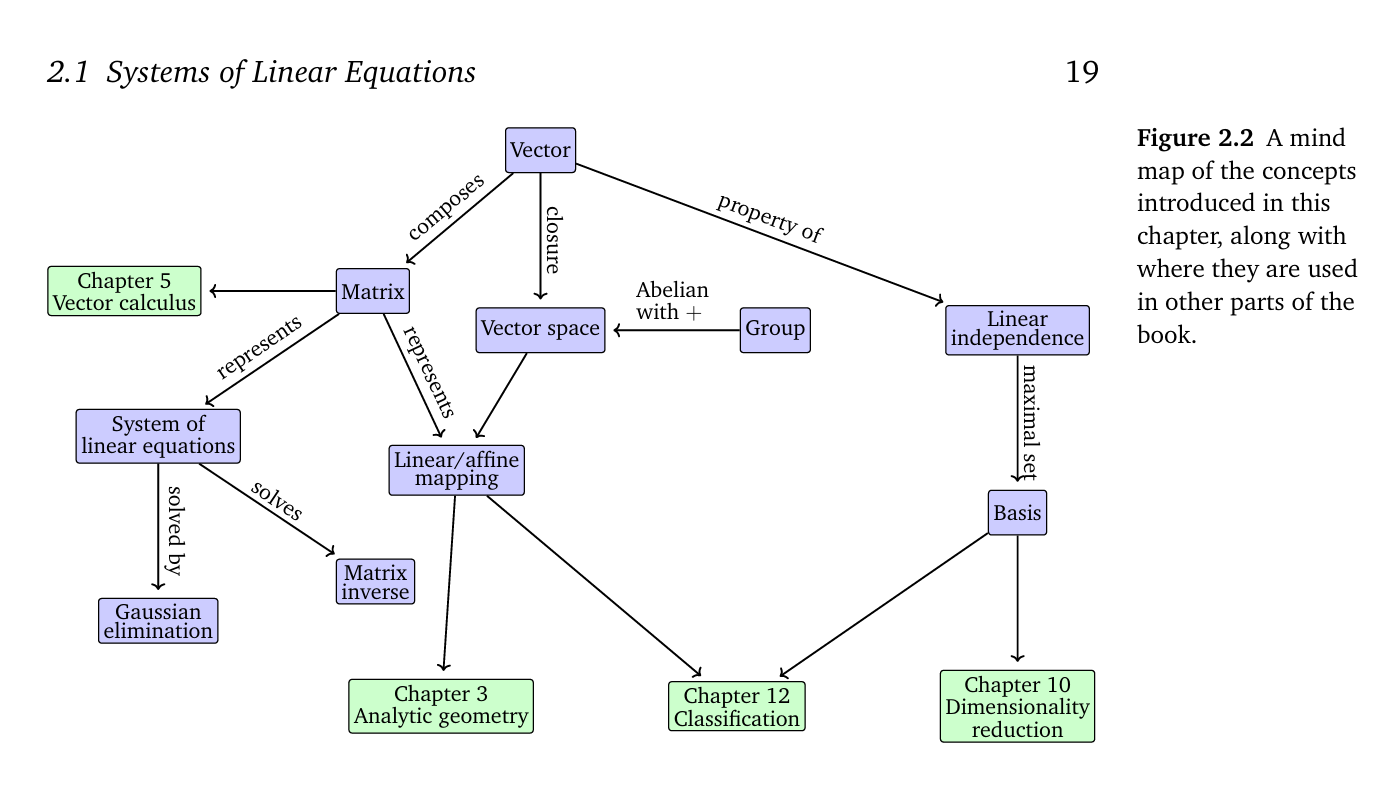 2.1 Systems of Linear Equations
19
Figure 2.2 A mind
map of the concepts
introduced in this
chapter, along with
where they are used
in other parts of the
book.
Vector
composes
closure
property of
Chapter 5
Vector calculus
Matrix
Vector space
Abelian
with +
Group
Linear
independence
represents
represents
maximal set
System of
linear equations
Linear/affine
mapping
solved by
solves
Basis
Matrix
inverse
Gaussian
elimination
Chapter 3
Analytic geometry
Chapter 12
Classification
Chapter 10
Dimensionality
reduction